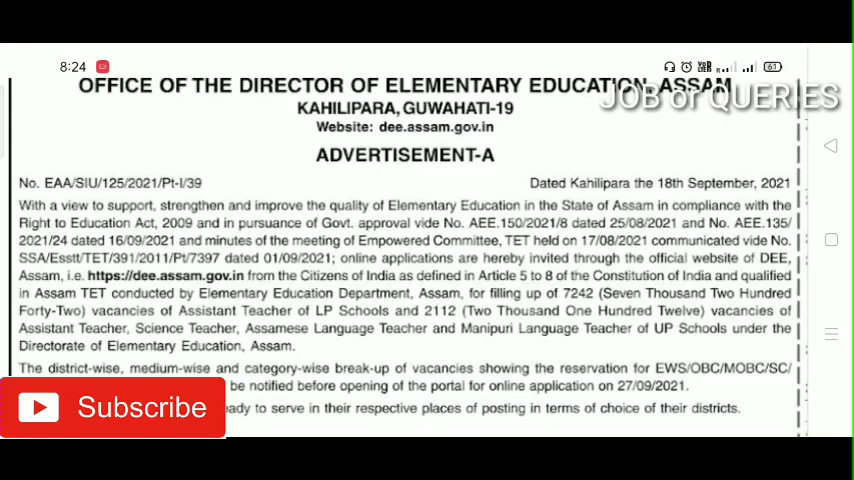 8:24
61
JOB or QUERIES
OFFICE OF THE DIRECTOR OF ELEMENTARY EDUCATION, ASSAM
KAHILIPARA, GUWAHATI-19
Website: dee.assam.gov.in
ADVERTISEMENT-A
No. EAA/SIU/125/2021/Pt-I/39 Dated Kahilipara the 18th September, 2021
With a view to support, strengthen and improve the quality of Elementary Education in the State of Assam in compliance with the
Right to Education Act, 2009 and in pursuance of Govt. approval vide No. AEE.150/2021/8 dated 25/08/2021 and No. AEE.135/
2021/24 dated 16/09/2021 and minutes of the meeting of Empowered Committee, TET held on 17/08/2021 communicated vide No.
SSA/Esstt/TET/391/2011/Pt/7397 dated 01/09/2021; online applications are hereby invited through the official website of DEE,
Assam, i.e. https://dee.assam.gov.in from the Citizens of India as defined in Article 5 to 8 of the Constitution of India and qualified
in Assam TET conducted by Elementary Education Department, Assam, for filling up of 7242 (Seven Thousand Two Hundred
Forty-Two) vacancies of Assistant Teacher of LP Schools and 2112 (Two Thousand One Hundred Twelve) vacancies of
Assistant Teacher, Science Teacher, Assamese Language Teacher and Manipuri Language Teacher of UP Schools under the
Directorate of Elementary Education, Assam.
The district-wise, medium-wise and category-wise break-up of vacancies showing the reservation for EWS/OBC/MOBC/SC/
be notified before opening of the portal for online application on 27/09/2021.
to serve in their respective places of posting in terms of choice of their districts.
Subscribe